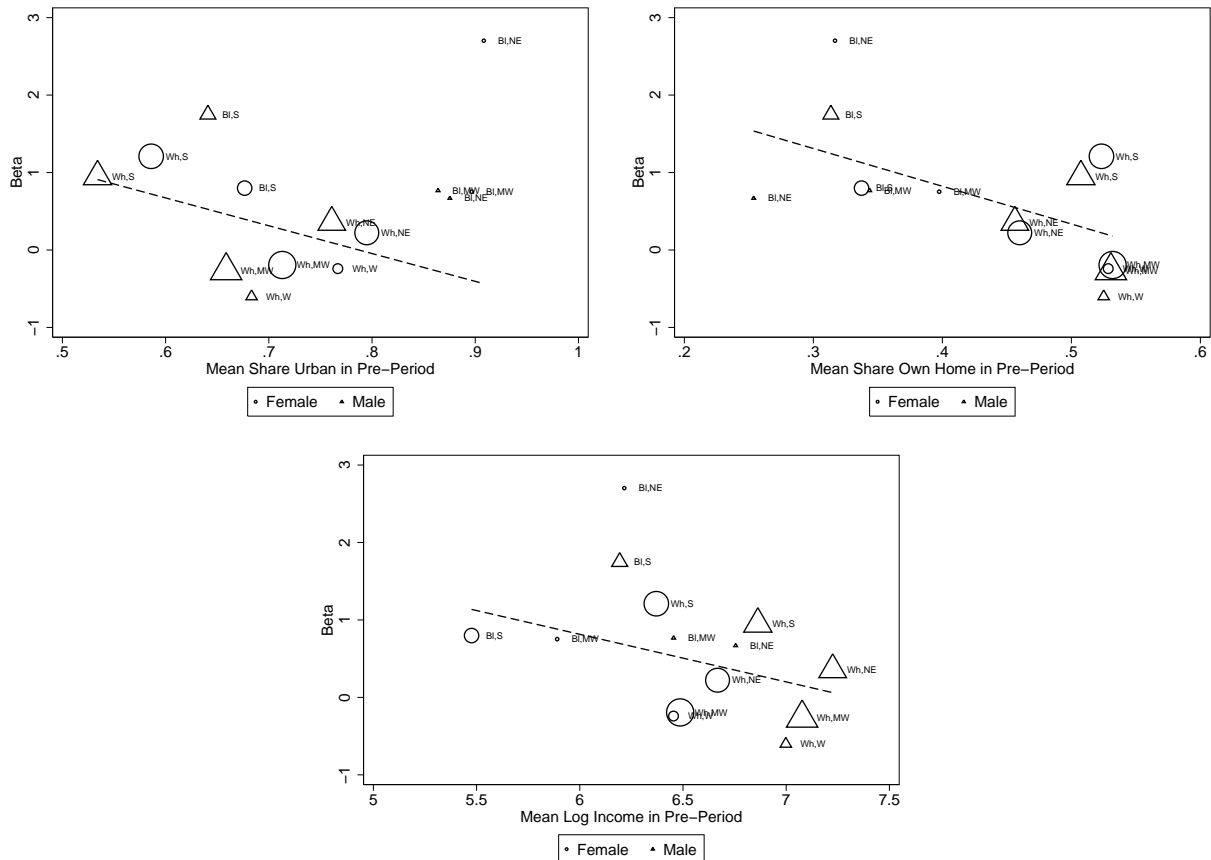 Beta
3
2
1
0
−1
Bl,NE
Bl,S
Wh,S
Wh,S
Bl,S
Bl,MW
Bl,MW
Bl,NE
Wh,NE
Wh,NE
Wh,MW
Wh,MW
Wh,W
Wh,W
.5 .6 .7 .8 .9 1
Mean Share Urban in Pre−Period
Female Male
Beta
3
2
1
0
−1
Bl,NE
Bl,S
Wh,S
Wh,S
Bl,S
Bl,MW
Bl,MW
Bl,NE
Wh,NE
Wh,NE
Wh,MW
Wh,W
Wh,MW
Wh,W
.2 .3 .4 .5 .6
Mean Share Own Home in Pre−Period
Female Male
Beta
3
2
1
0
−1
Bl,NE
Bl,S
Wh,S
Wh,S
Bl,S
Bl,MW
Bl,MW
Bl,NE
Wh,NE
Wh,NE
Wh,MW
Wh,W
Wh,MW
Wh,W
5 5.5 6 6.5 7 7.5
Mean Log Income in Pre−Period
Female Male